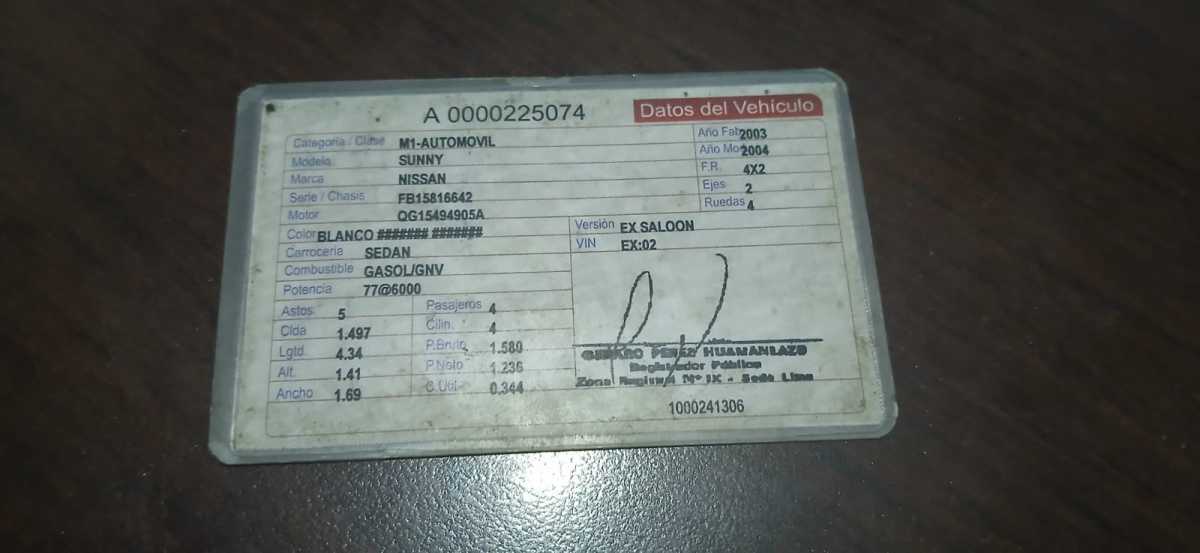 A 0000225074 Datos del Vehículo
Categoría / Clase M1-AUTOMOVIL Año Fab 2003
Modelo SUNNY Año Mo 2004
Marca NISSAN F.R. 4X2
Serie / Chasis FB15816642 Ejes 2
Motor QG15494905A Ruedas 4
Color BLANCO ####### ####### Versión EX SALOON
Carrocería SEDAN VIN EX:02
Combustible GASOL/GNV
Potencia 77@6000
Astos 5 Pasajeros 4
Clda 1.497 Cilin. 4
Lgtd. 4.34 P.Bruto 1.580
Alt. 1.41 P.Neto 1.236
Ancho 1.69 C.Util 0.344
PEREZ HUAMANLAZO
Registrador Público
Zona Registral Nº IX - Sede Lima
1000241306